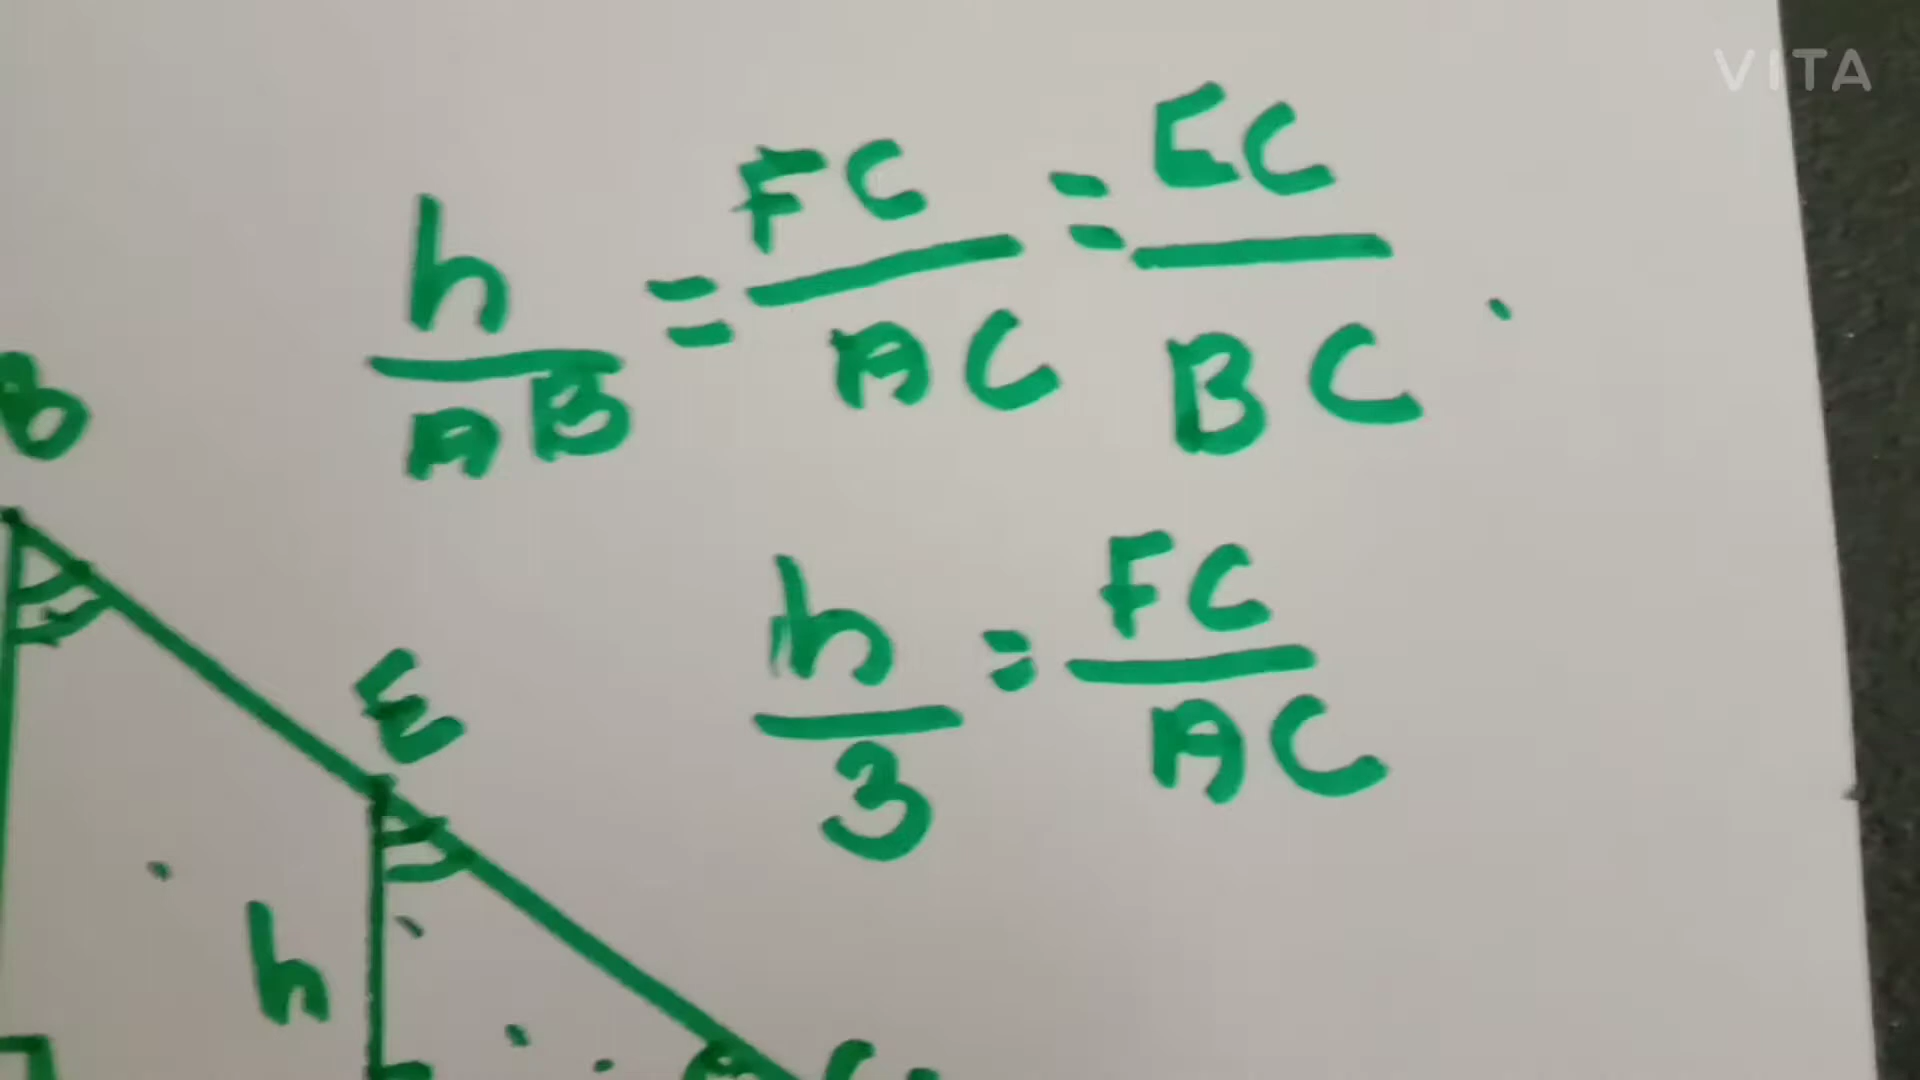 VITA
h/AB = FC/AC = EC/BC .
h/3 = FC/AC
B
E
h